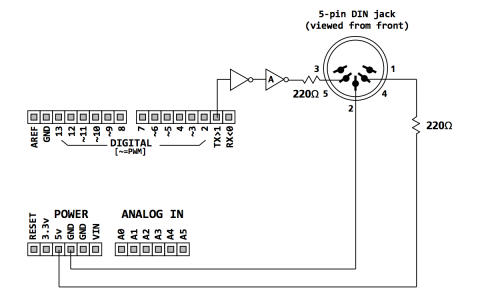 5-pin DIN jack
(viewed from front)
A
3
1
5
4
220Ω
2
220Ω
AREF
GND
13
12
~11
~10
~9
8
7
~6
~5
4
~3
2
TX>1
RX<0
DIGITAL
[~=PWM]
POWER
ANALOG IN
RESET
3.3v
5v
GND
GND
VIN
A0
A1
A2
A3
A4
A5